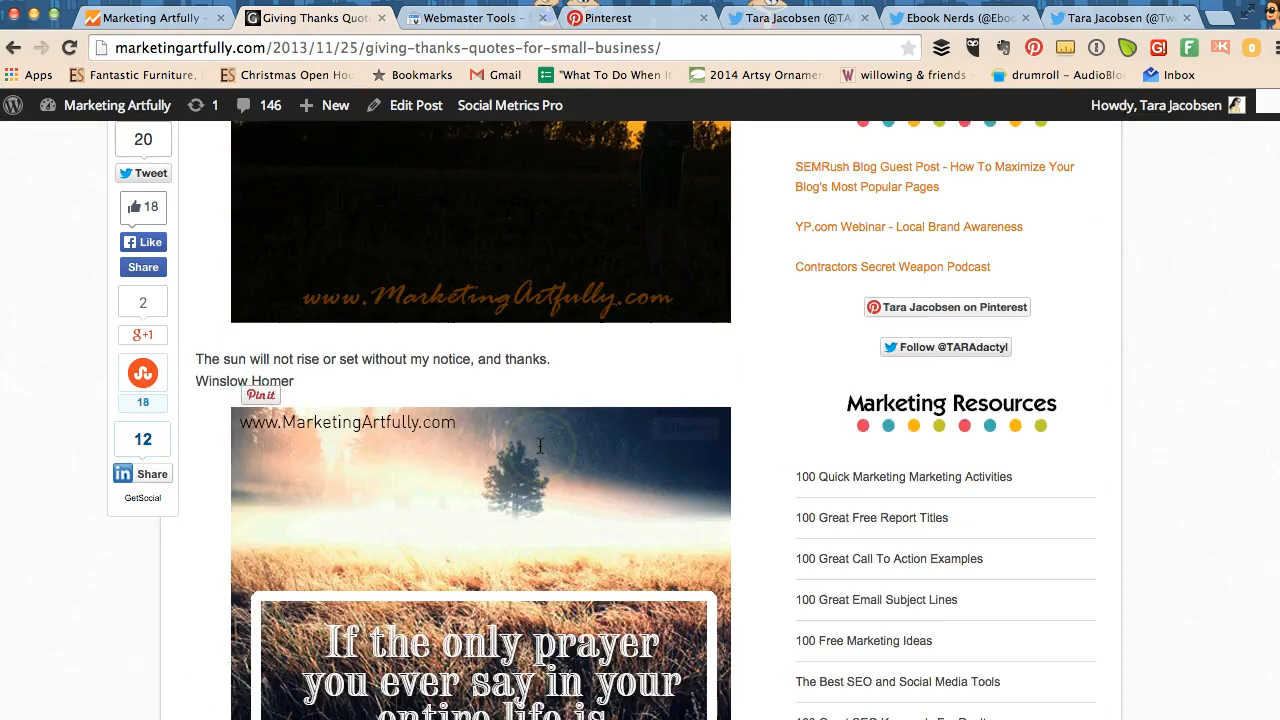 Marketing Artfully
Giving Thanks Quot
Webmaster Tools -
Pinterest
Tara Jacobsen (@TA
Ebook Nerds (@Ebo
Tara Jacobsen (@Tw
marketingartfully.com/2013/11/25/giving-thanks-quotes-for-small-business/
Apps
Fantastic Furniture,
Christmas Open Hou
Bookmarks
Gmail
"What To Do When It
2014 Artsy Ornamen
willowing & friends
drumroll – AudioBlo
Inbox
Marketing Artfully
1
146
New
Edit Post
Social Metrics Pro
Howdy, Tara Jacobsen
20
Tweet
18
Like
Share
2
g+1
18
12
Share
GetSocial
www.MarketingArtfully.com
The sun will not rise or set without my notice, and thanks.
Winslow Homer
Pin it
www.MarketingArtfully.com
If the only prayer
you ever say in your
entire life is
SEMRush Blog Guest Post - How To Maximize Your
Blog's Most Popular Pages
YP.com Webinar - Local Brand Awareness
Contractors Secret Weapon Podcast
Tara Jacobsen on Pinterest
Follow @TARAdactyl
Marketing Resources
100 Quick Marketing Marketing Activities
100 Great Free Report Titles
100 Great Call To Action Examples
100 Great Email Subject Lines
100 Free Marketing Ideas
The Best SEO and Social Media Tools